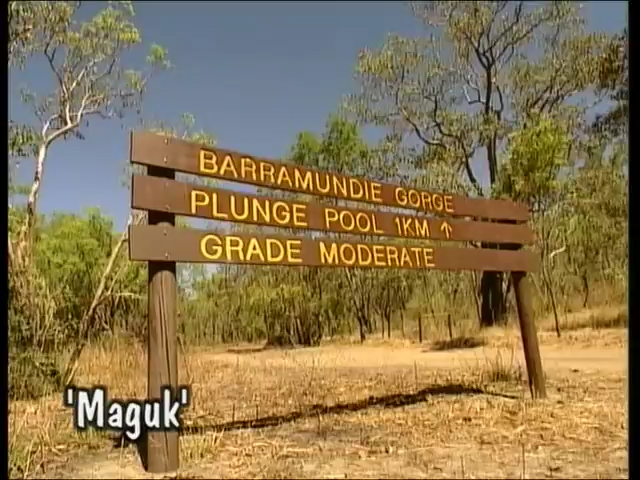 BARRAMUNDIE GORGE
PLUNGE POOL 1KM ↑
GRADE MODERATE
'Maguk'